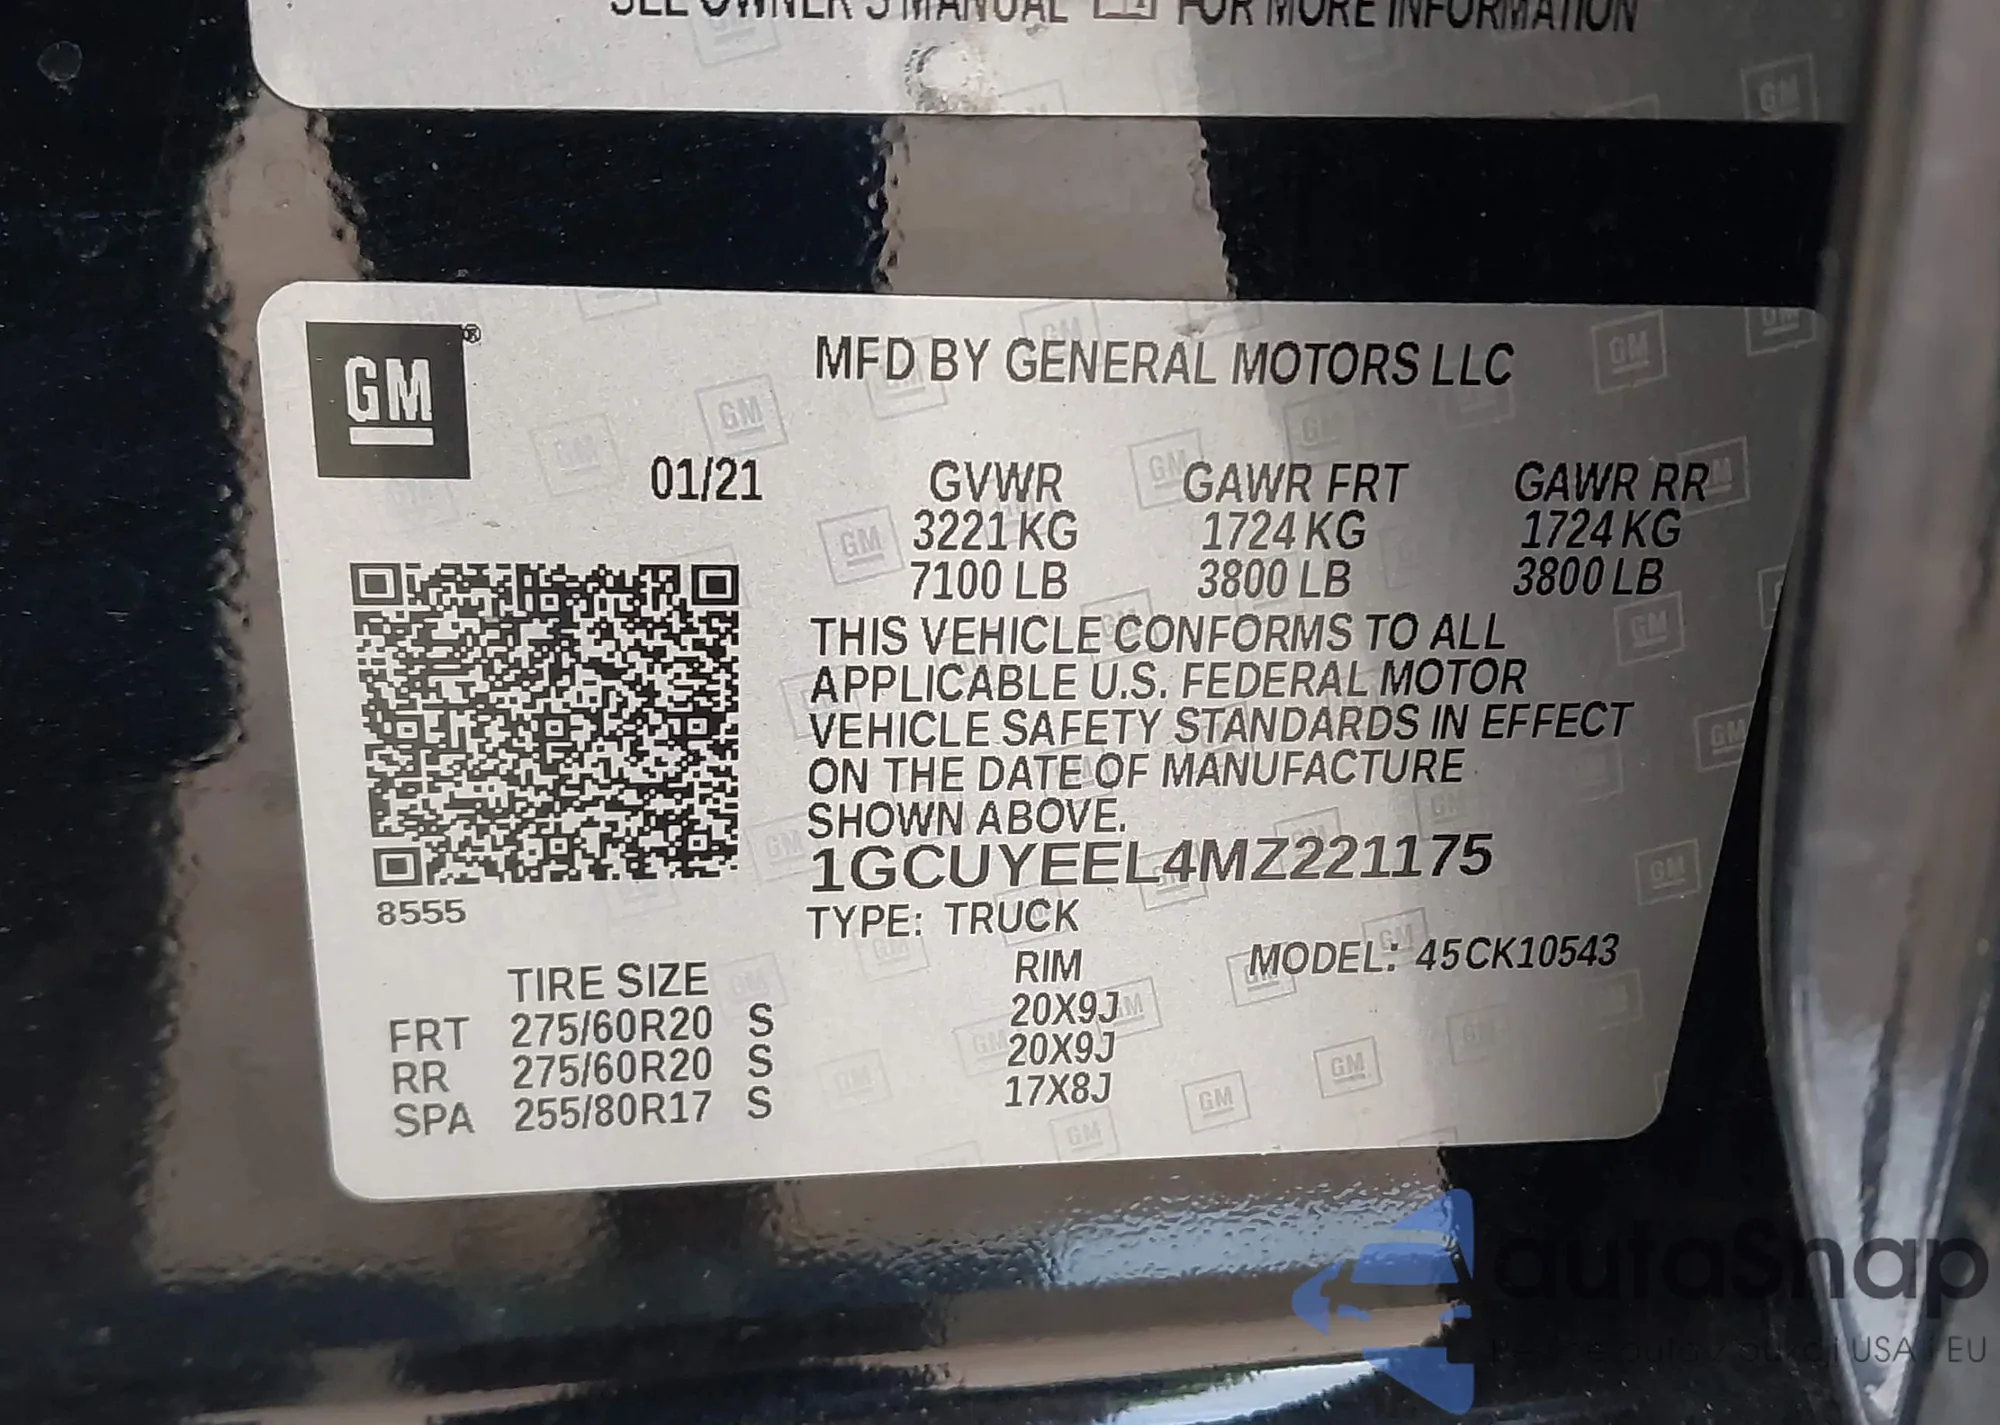 SEE OWNER'S MANUAL FOR MORE INFORMATION
GM®
MFD BY GENERAL MOTORS LLC
01/21 GVWR GAWR FRT GAWR RR
3221 KG 1724 KG 1724 KG
7100 LB 3800 LB 3800 LB
THIS VEHICLE CONFORMS TO ALL
APPLICABLE U.S. FEDERAL MOTOR
VEHICLE SAFETY STANDARDS IN EFFECT
ON THE DATE OF MANUFACTURE
SHOWN ABOVE.
1GCUYEEL4MZ221175
8555
TYPE: TRUCK
MODEL: 45CK10543
TIRE SIZE RIM
FRT 275/60R20 S 20X9J
RR 275/60R20 S 20X9J
SPA 255/80R17 S 17X8J
autaSnap
auta z aukcji USA i EU